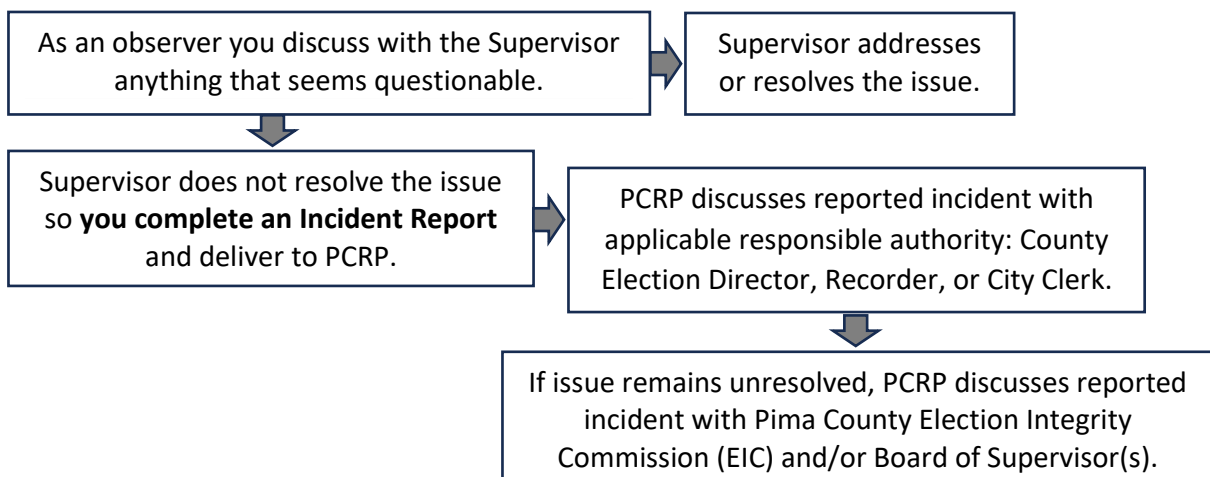 As an observer you discuss with the Supervisor
anything that seems questionable.
Supervisor addresses
or resolves the issue.
Supervisor does not resolve the issue
so you complete an Incident Report
and deliver to PCRP.
PCRP discusses reported incident with
applicable responsible authority: County
Election Director, Recorder, or City Clerk.
If issue remains unresolved, PCRP discusses reported
incident with Pima County Election Integrity
Commission (EIC) and/or Board of Supervisor(s).